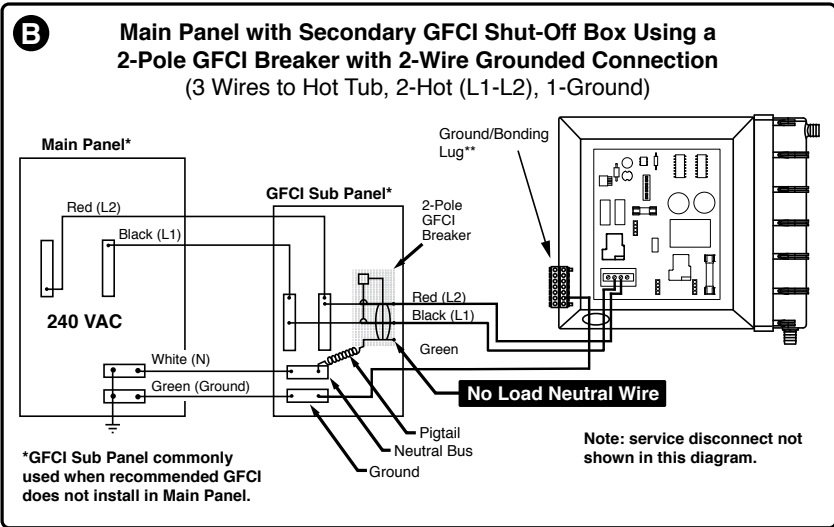 B
Main Panel with Secondary GFCI Shut-Off Box Using a
2-Pole GFCI Breaker with 2-Wire Grounded Connection
(3 Wires to Hot Tub, 2-Hot (L1-L2), 1-Ground)
Main Panel*
Red (L2)
Black (L1)
240 VAC
White (N)
Green (Ground)
GFCI Sub Panel*
2-Pole
GFCI
Breaker
Ground/Bonding
Lug**
Red (L2)
Black (L1)
Green
No Load Neutral Wire
Pigtail
Neutral Bus
Ground
*GFCI Sub Panel commonly
used when recommended GFCI
does not install in Main Panel.
Note: service disconnect not
shown in this diagram.